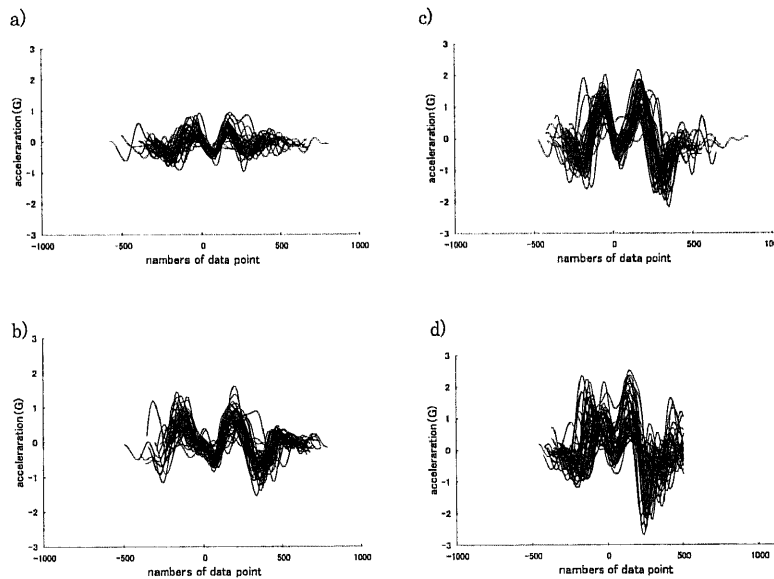 a)
3
2
1
0
-1
-2
-3
acceleraration(G)
-1000 -500 0 500 1000
nambers of data point
c)
3
2
1
0
-1
-2
-3
acceleraration(G)
-1000 -500 0 500 100
nambers of data point
b)
3
2
1
0
-1
-2
-3
acceleraration(G)
-1000 -500 0 500 1000
nambers of data point
d)
3
2
1
0
-1
-2
-3
acceleraration(G)
-1000 -500 0 500 100
nambers of data point